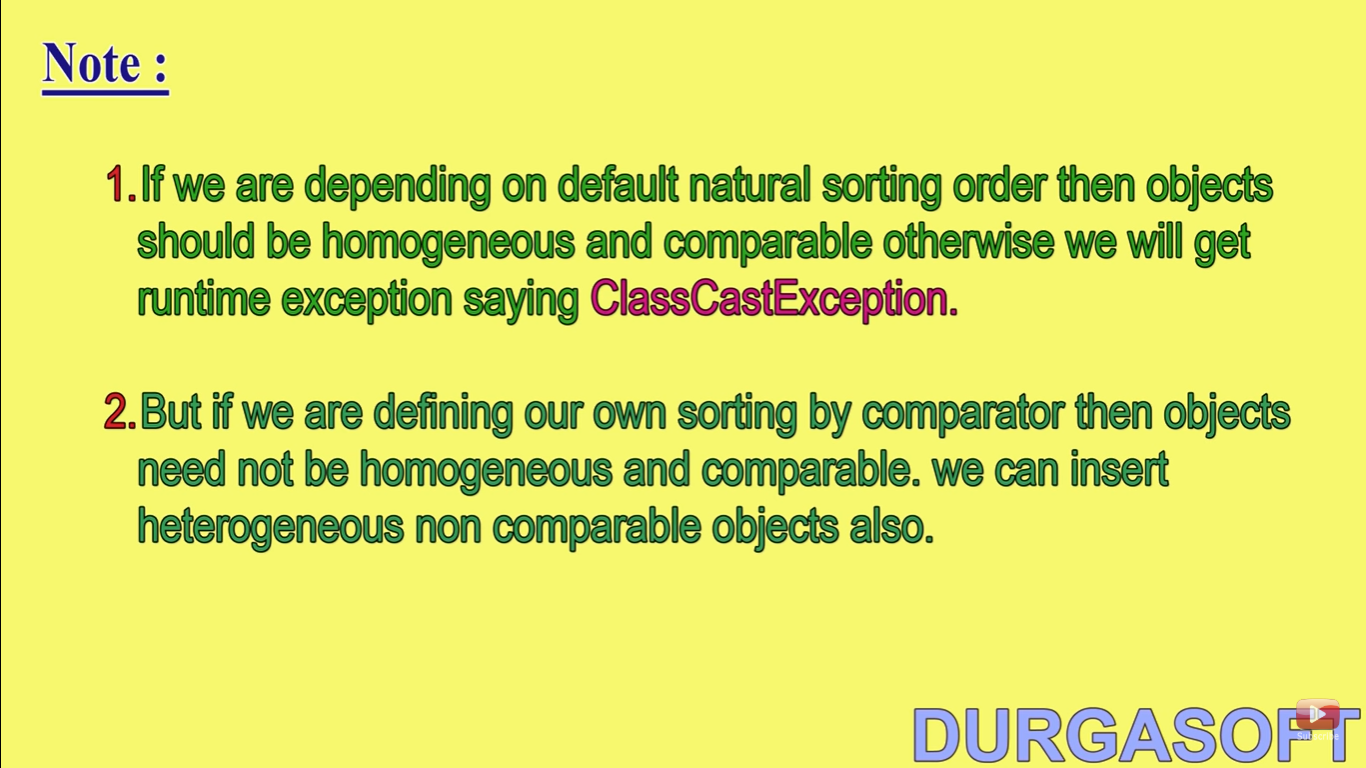 Note :
1.If we are depending on default natural sorting order then objects
should be homogeneous and comparable otherwise we will get
runtime exception saying ClassCastException.
2.But if we are defining our own sorting by comparator then objects
need not be homogeneous and comparable. we can insert
heterogeneous non comparable objects also.
DURGASOFT
Subscribe